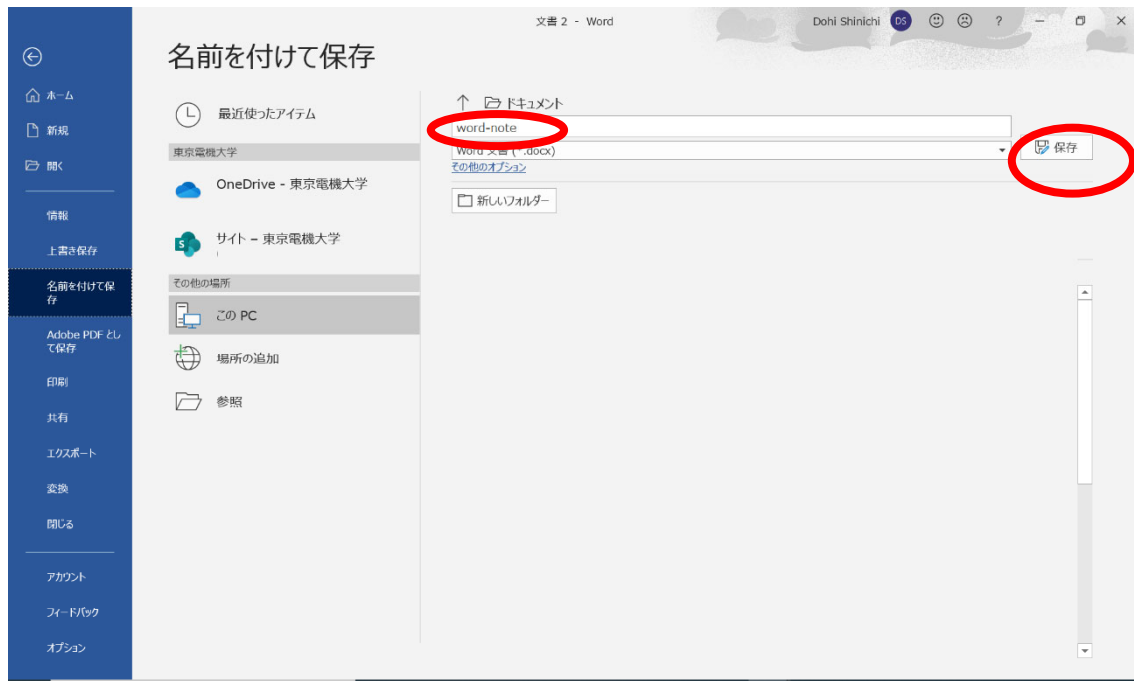 文書 2 - Word
Dohi Shinichi
DS
?
名前を付けて保存
ホーム
新規
開く
情報
上書き保存
名前を付けて保
存
Adobe PDF とし
て保存
印刷
共有
エクスポート
変換
閉じる
アカウント
フィードバック
オプション
最近使ったアイテム
東京電機大学
OneDrive - 東京電機大学
S
サイト - 東京電機大学
その他の場所
この PC
場所の追加
参照
ドキュメント
word-note
Word 文書 (*.docx)
その他のオプション
保存
新しいフォルダー